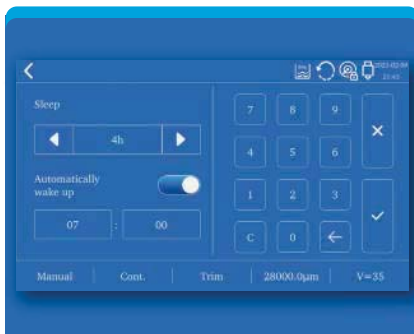 Sleep
4h
Automatically
wake up
07 : 00
7 8 9
4 5 6
1 2 3
C 0
Manual Cont. Trim 28000.0μm V=35